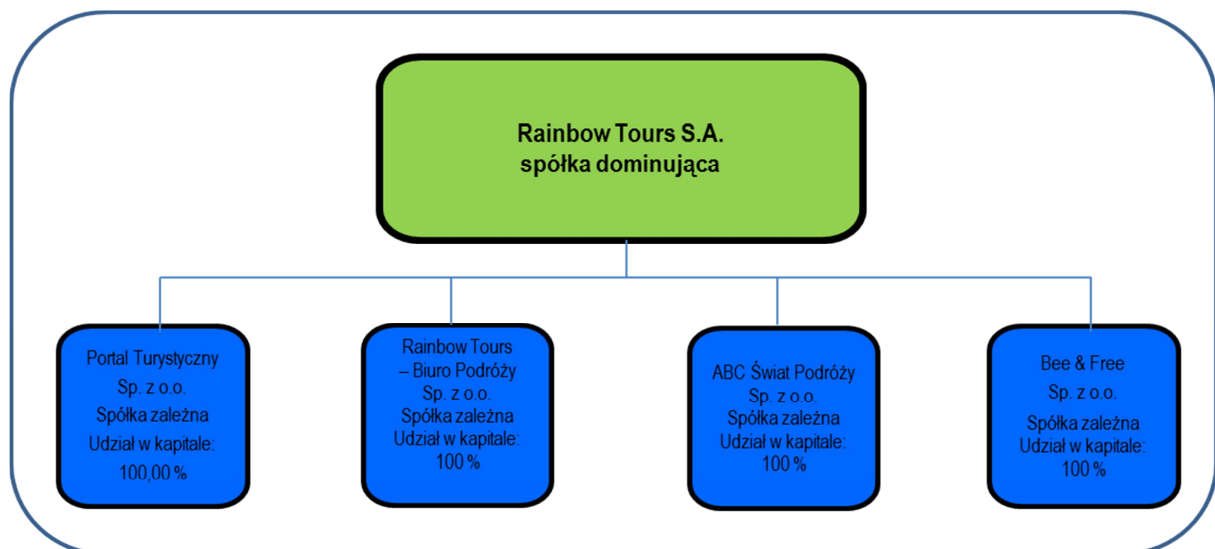 Rainbow Tours S.A.
spółka dominująca
Portal Turystyczny
Sp. z o.o.
Spółka zależna
Udział w kapitale:
100,00 %
Rainbow Tours
– Biuro Podróży
Sp. z o.o.
Spółka zależna
Udział w kapitale:
100 %
ABC Świat Podróży
Sp. z o.o.
Spółka zależna
Udział w kapitale:
100 %
Bee & Free
Sp. z o.o.
Spółka zależna
Udział w kapitale:
100 %